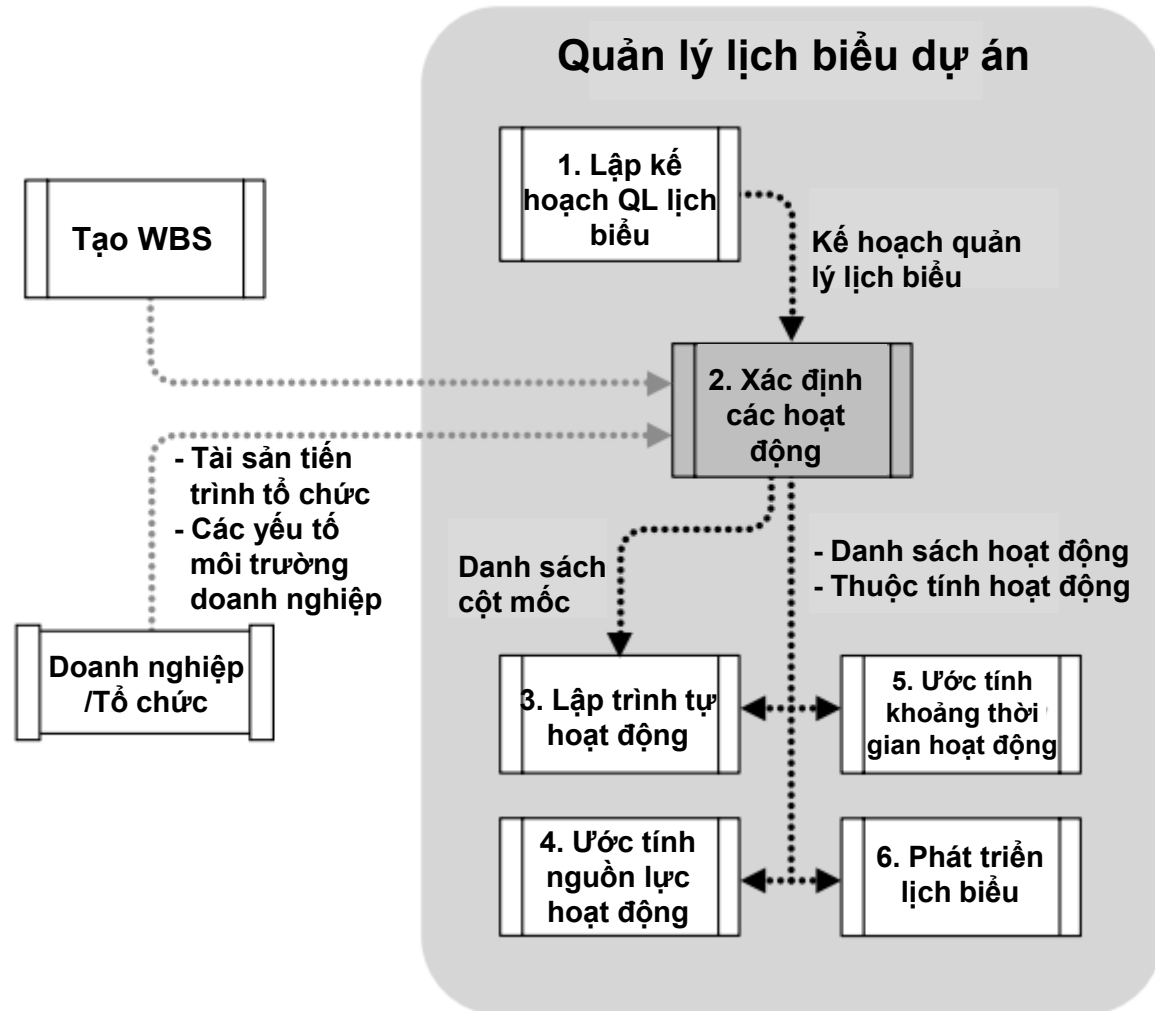 Quản lý lịch biểu dự án
1. Lập kế
hoạch QL lịch
biểu
Tạo WBS
Kế hoạch quản
lý lịch biểu
2. Xác định
các hoạt
động
- Tài sản tiến
trình tổ chức
- Các yếu tố
môi trường
doanh nghiệp
Danh sách
cột mốc
- Danh sách hoạt động
- Thuộc tính hoạt động
Doanh nghiệp
/Tổ chức
3. Lập trình tự
hoạt động
5. Ước tính
khoảng thời
gian hoạt động
4. Ước tính
nguồn lực
hoạt động
6. Phát triển
lịch biểu